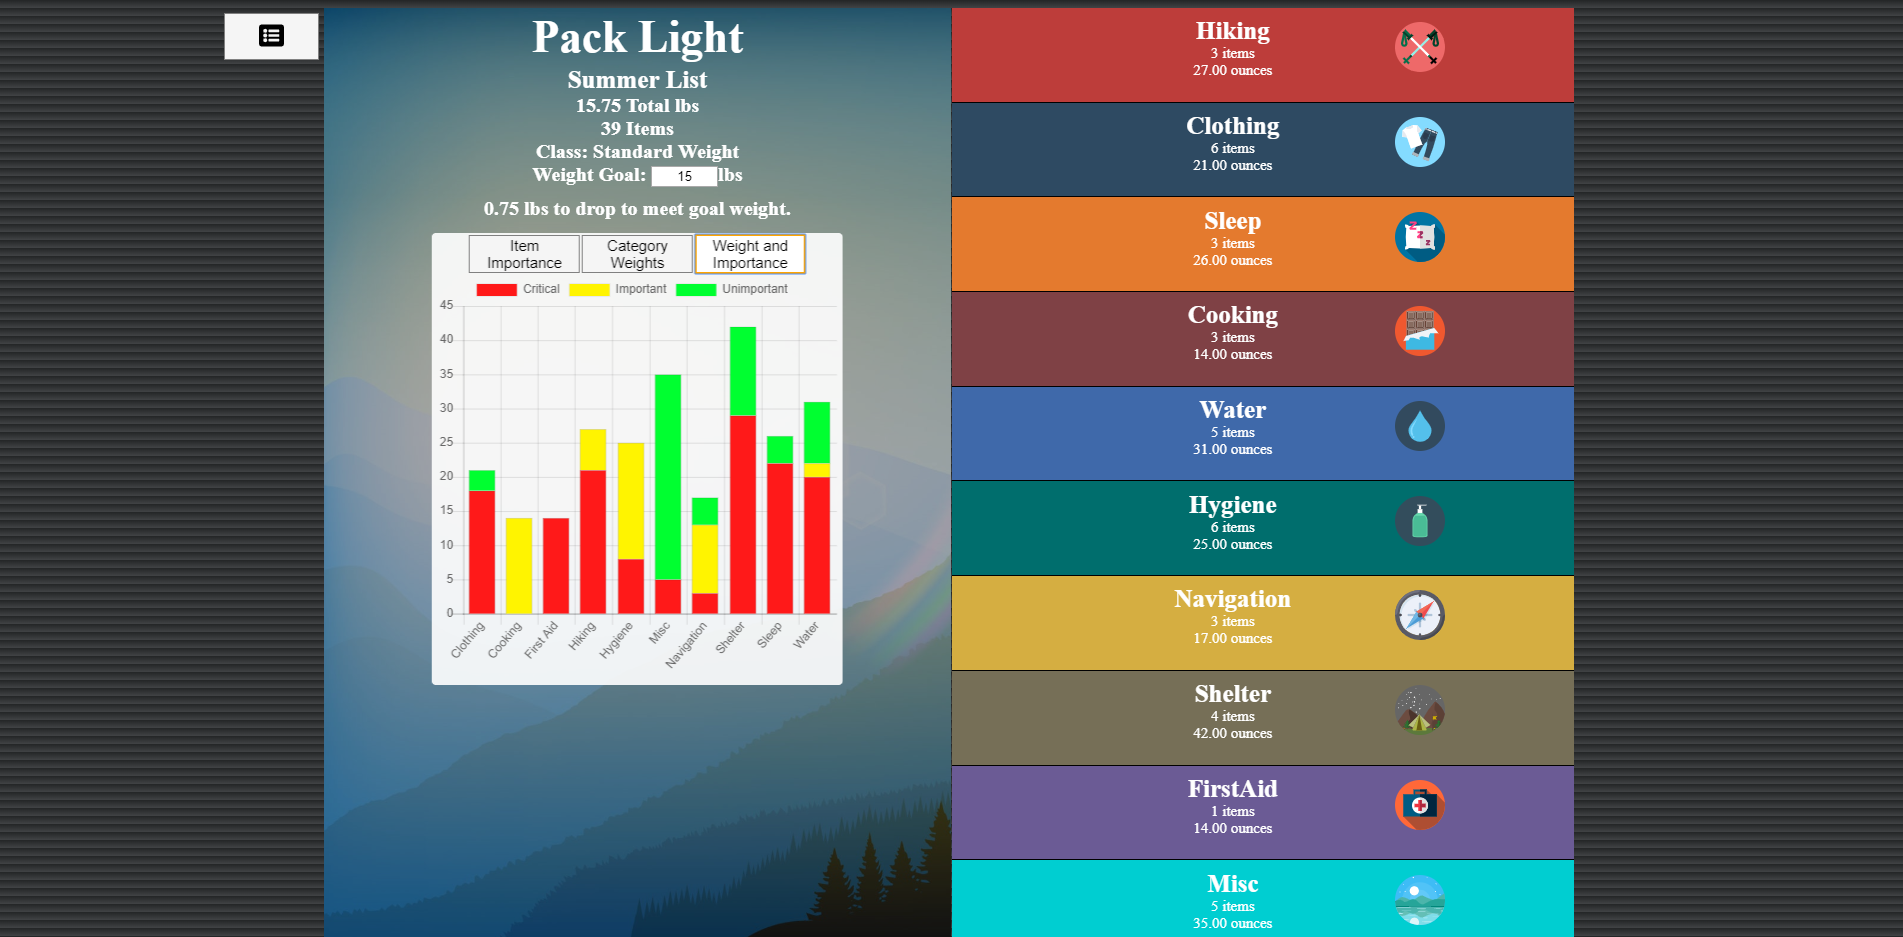 Pack Light
Summer List
15.75 Total lbs
39 Items
Class: Standard Weight
Weight Goal: 15 lbs
0.75 lbs to drop to meet goal weight.
Item
Importance
Category
Weights
Weight and
Importance
Critical
Important
Unimportant
45
40
35
30
25
20
15
10
5
0
Clothing
Cooking
First Aid
Hiking
Hygiene
Misc
Navigation
Shelter
Sleep
Water
Hiking
3 items
27.00 ounces
Clothing
6 items
21.00 ounces
Sleep
3 items
26.00 ounces
Cooking
3 items
14.00 ounces
Water
5 items
31.00 ounces
Hygiene
6 items
25.00 ounces
Navigation
3 items
17.00 ounces
Shelter
4 items
42.00 ounces
FirstAid
1 items
14.00 ounces
Misc
5 items
35.00 ounces